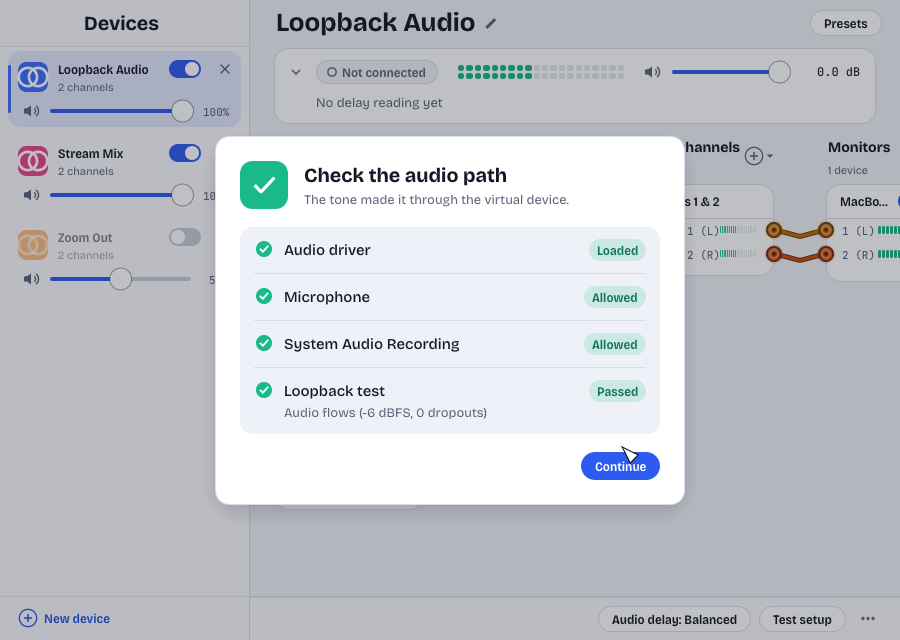 Devices
Loopback Audio
2 channels
100%
Stream Mix
2 channels
10
Zoom Out
2 channels
5
New device
Loopback Audio
Presets
Not connected
0.0 dB
No delay reading yet
hannels
Monitors
1 device
s 1 & 2
1 (L)
2 (R)
MacBo...
1 (L)
2 (R)
Check the audio path
The tone made it through the virtual device.
Audio driver
Loaded
Microphone
Allowed
System Audio Recording
Allowed
Loopback test
Passed
Audio flows (-6 dBFS, 0 dropouts)
Continue
Audio delay: Balanced
Test setup